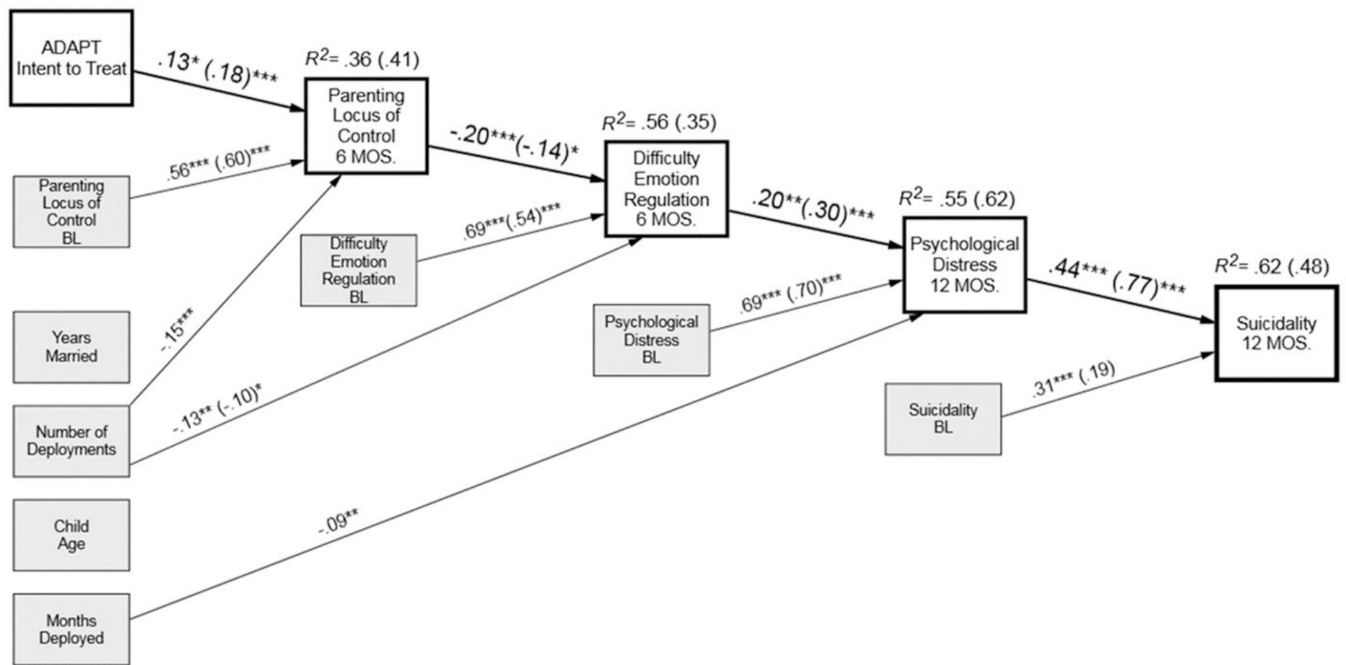 ADAPT
Intent to Treat
.13* (.18)***
R2= .36 (.41)
Parenting
Locus of
Control
6 MOS.
-.20***(-.14)*
R2= .56 (.35)
Difficulty
Emotion
Regulation
6 MOS.
.20**(.30)***
R2= .55 (.62)
Psychological
Distress
12 MOS.
.44*** (.77)***
R2= .62 (.48)
Suicidality
12 MOS.
Parenting
Locus of
Control
BL
.56*** (.60)***
Difficulty
Emotion
Regulation
BL
.69***(.54)***
Psychological
Distress
BL
.69*** (.70)***
Suicidality
BL
.31*** (.19)
Years
Married
-.15***
Number of
Deployments
-.13** (-.10)*
Child
Age
Months
Deployed
-.09**